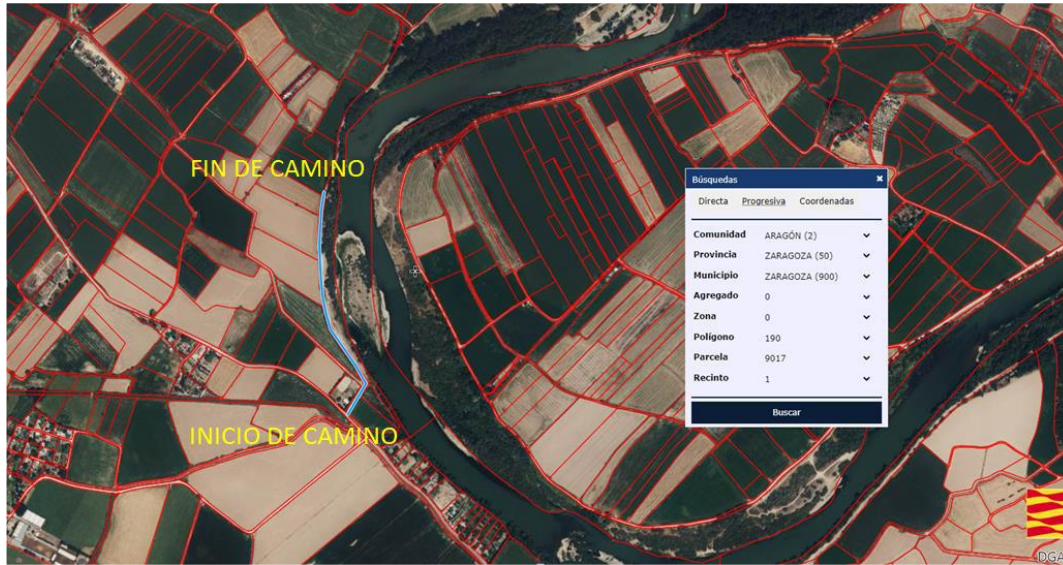 FIN DE CAMINO
INICIO DE CAMINO
Búsquedas ×
Directa Progresiva Coordenadas
Comunidad ARAGÓN (2)
Provincia ZARAGOZA (50)
Municipio ZARAGOZA (900)
Agregado 0
Zona 0
Polígono 190
Parcela 9017
Recinto 1
Buscar
DGA